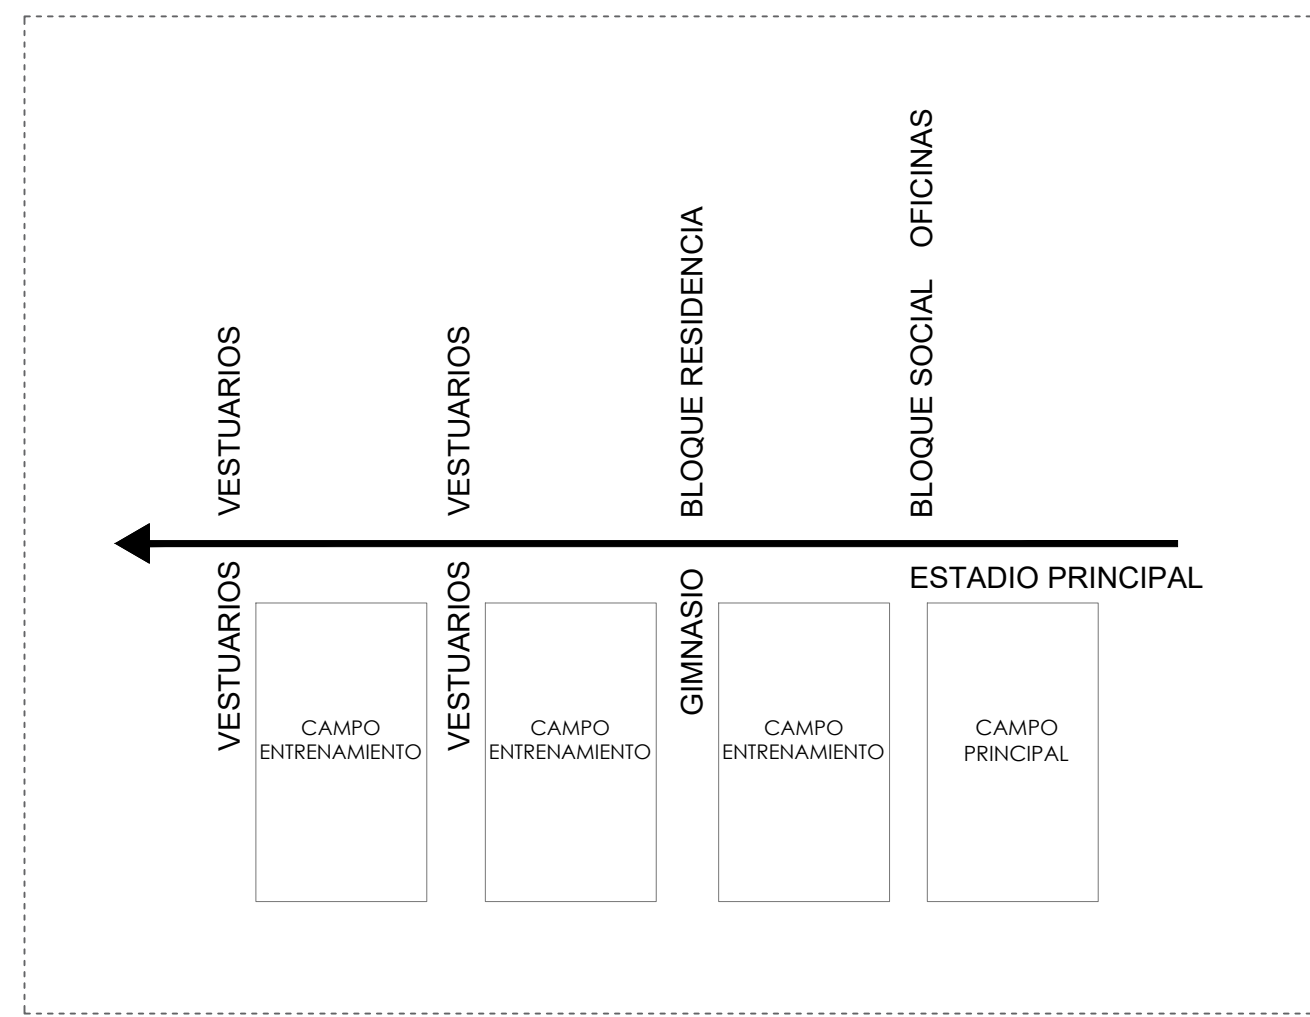 VESTUARIOS
VESTUARIOS
BLOQUE RESIDENCIA
BLOQUE SOCIAL OFICINAS
ESTADIO PRINCIPAL
VESTUARIOS
VESTUARIOS
GIMNASIO
CAMPO
ENTRENAMIENTO
CAMPO
ENTRENAMIENTO
CAMPO
ENTRENAMIENTO
CAMPO
PRINCIPAL